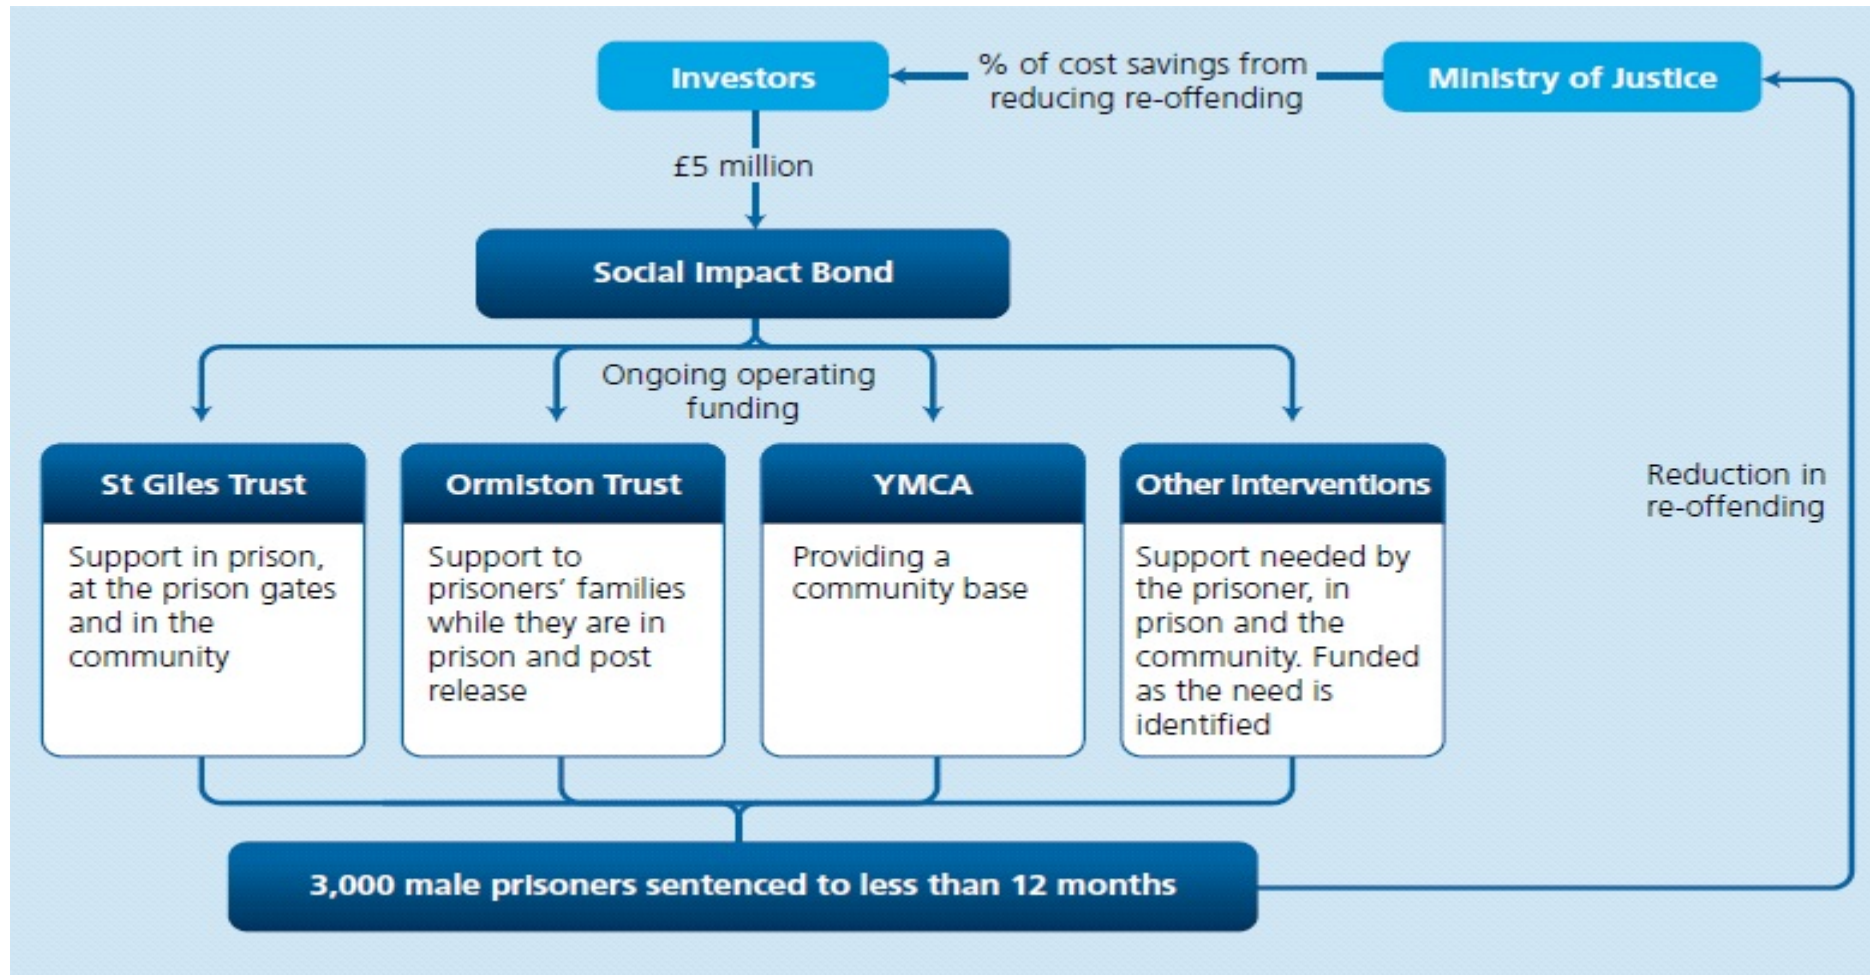 Investors
% of cost savings from
reducing re-offending
Ministry of Justice
£5 million
Social Impact Bond
Ongoing operating
funding
St Giles Trust
Support in prison,
at the prison gates
and in the
community
Ormiston Trust
Support to
prisoners’ families
while they are in
prison and post
release
YMCA
Providing a
community base
Other interventions
Support needed by
the prisoner, in
prison and the
community. Funded
as the need is
identified
Reduction in
re-offending
3,000 male prisoners sentenced to less than 12 months